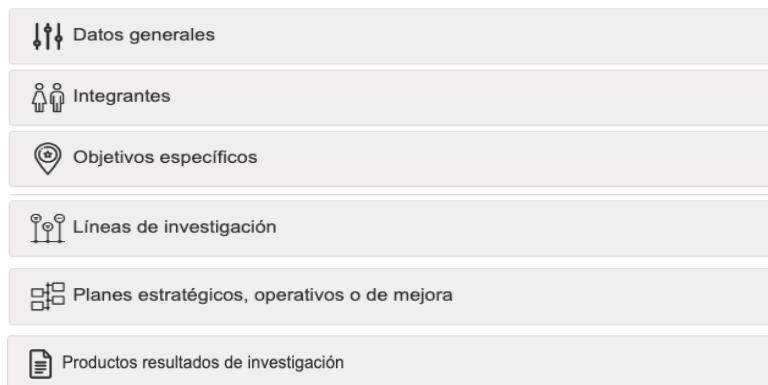 Datos generales
Integrantes
Objetivos específicos
Líneas de investigación
Planes estratégicos, operativos o de mejora
Productos resultados de investigación